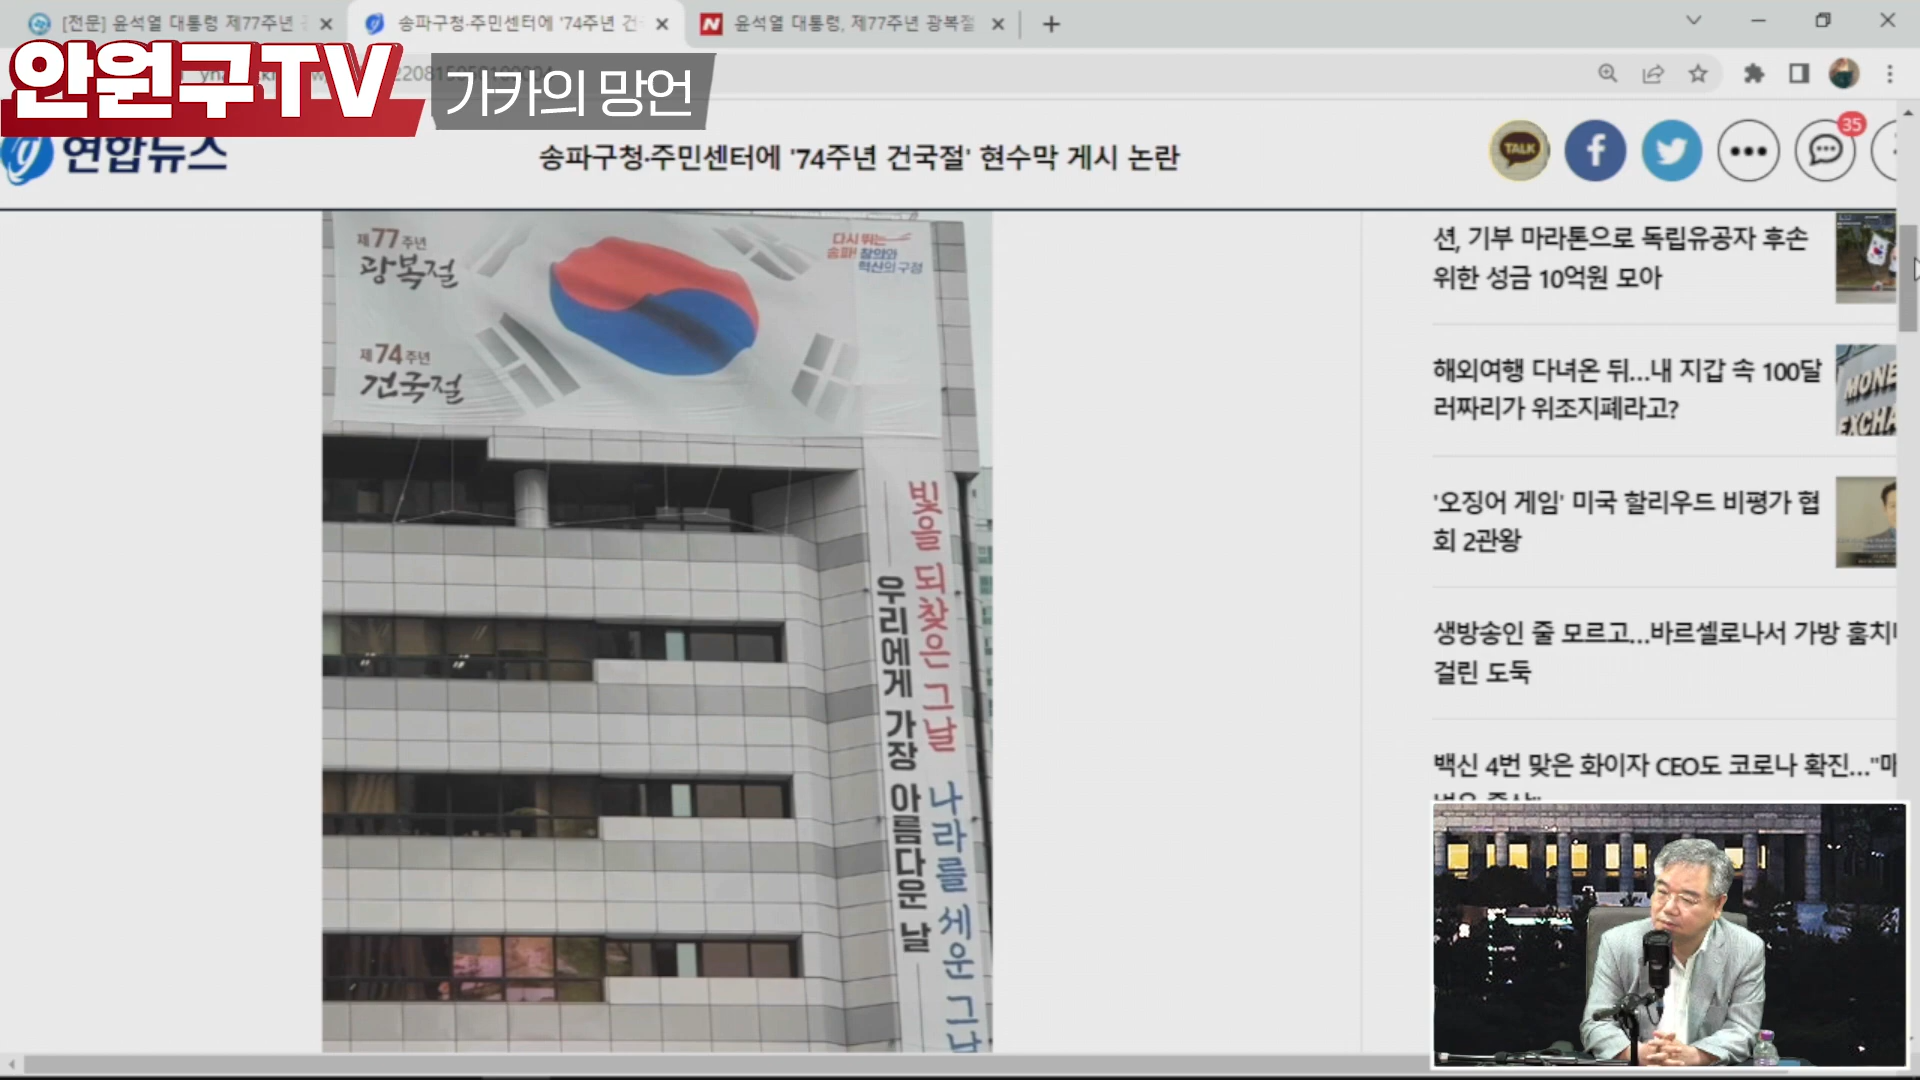 [전문] 윤석열 대통령 제77주년
송파구청·주민센터에 '74주년 건
윤석열 대통령, 제77주년 광복절
안원구TV
가카의 망언
연합뉴스
송파구청·주민센터에 '74주년 건국절' 현수막 게시 논란
TALK
35
제77주년
광복절
제74주년
건국절
다시 뛰는
송파! 창의와
혁신의 구정
빛을 되찾은 그날 나라를 세운 그날
우리에게 가장 아름다운 날
션, 기부 마라톤으로 독립유공자 후손
위한 성금 10억원 모아
해외여행 다녀온 뒤...내 지갑 속 100달
러짜리가 위조지폐라고?
MONE
EXCHA
'오징어 게임' 미국 할리우드 비평가 협
회 2관왕
생방송인 줄 모르고...바르셀로나서 가방 훔치
걸린 도둑
백신 4번 맞은 화이자 CEO도 코로나 확진..."매